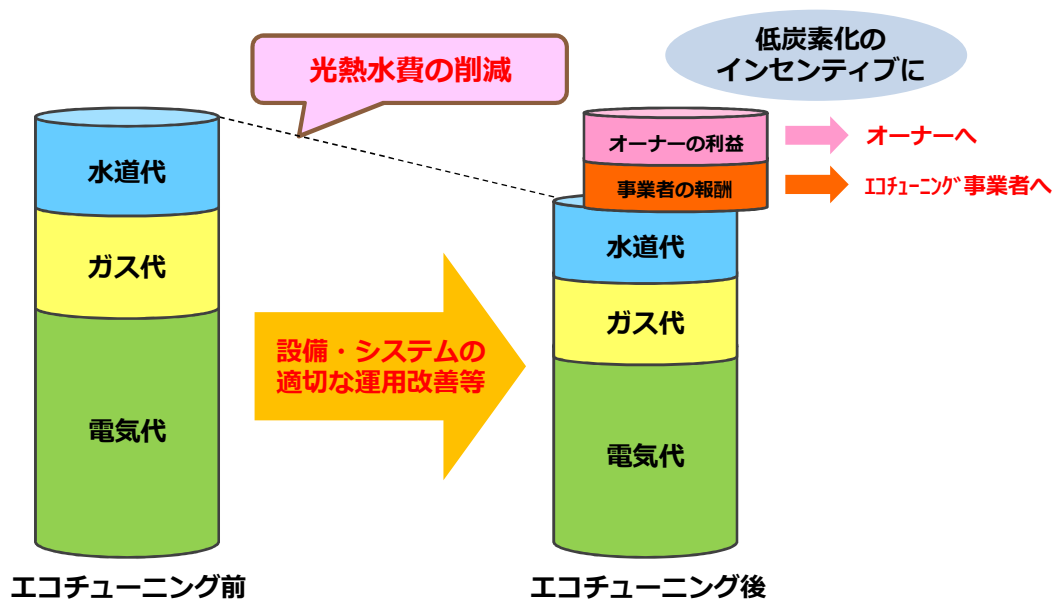 低炭素化の
インセンティブに
光熱水費の削減
オーナーの利益
オーナーへ
事業者の報酬
ｴｺﾁｭｰﾆﾝｸﾞ事業者へ
水道代
ガス代
電気代
設備・システムの
適切な運用改善等
水道代
ガス代
電気代
エコチューニング前
エコチューニング後